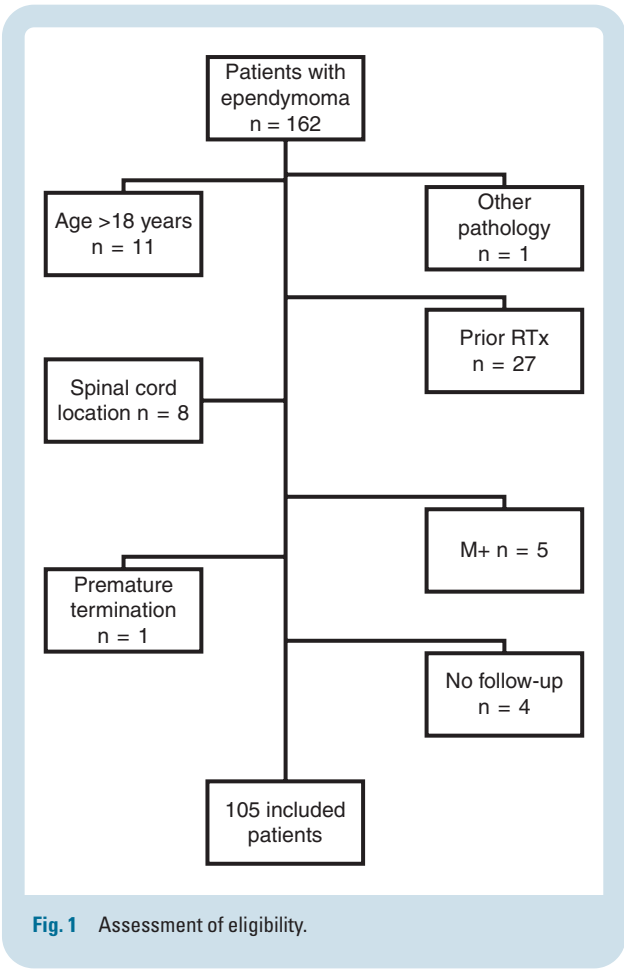 Patients with
ependymoma
n = 162
Age >18 years
n = 11
Other
pathology
n = 1
Prior RTx
n = 27
Spinal cord
location n = 8
M+ n = 5
Premature
termination
n = 1
No follow-up
n = 4
105 included
patients
Fig. 1 Assessment of eligibility.